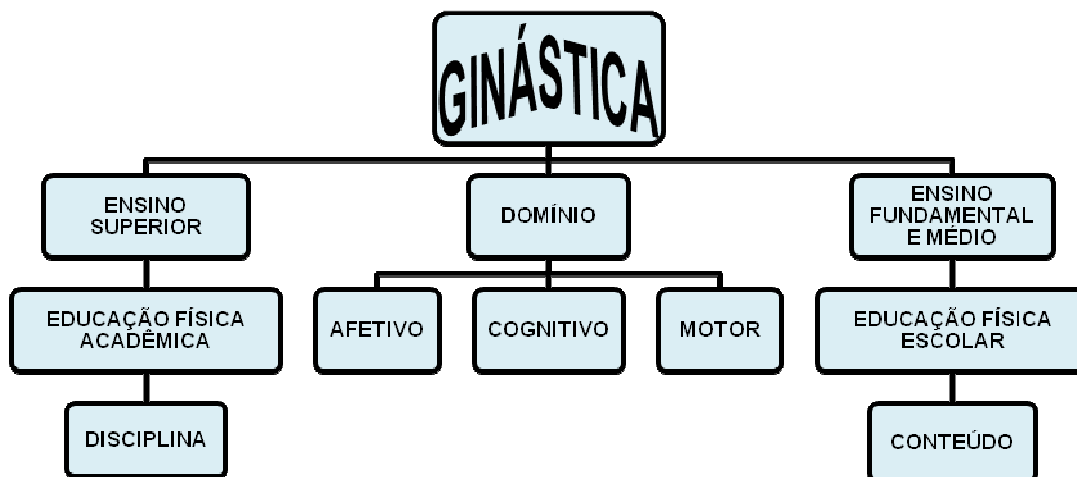 GINÁSTICA
ENSINO
SUPERIOR
DOMÍNIO
ENSINO
FUNDAMENTAL
E MÉDIO
EDUCAÇÃO FÍSICA
ACADÊMICA
AFETIVO
COGNITIVO
MOTOR
EDUCAÇÃO FÍSICA
ESCOLAR
DISCIPLINA
CONTEÚDO